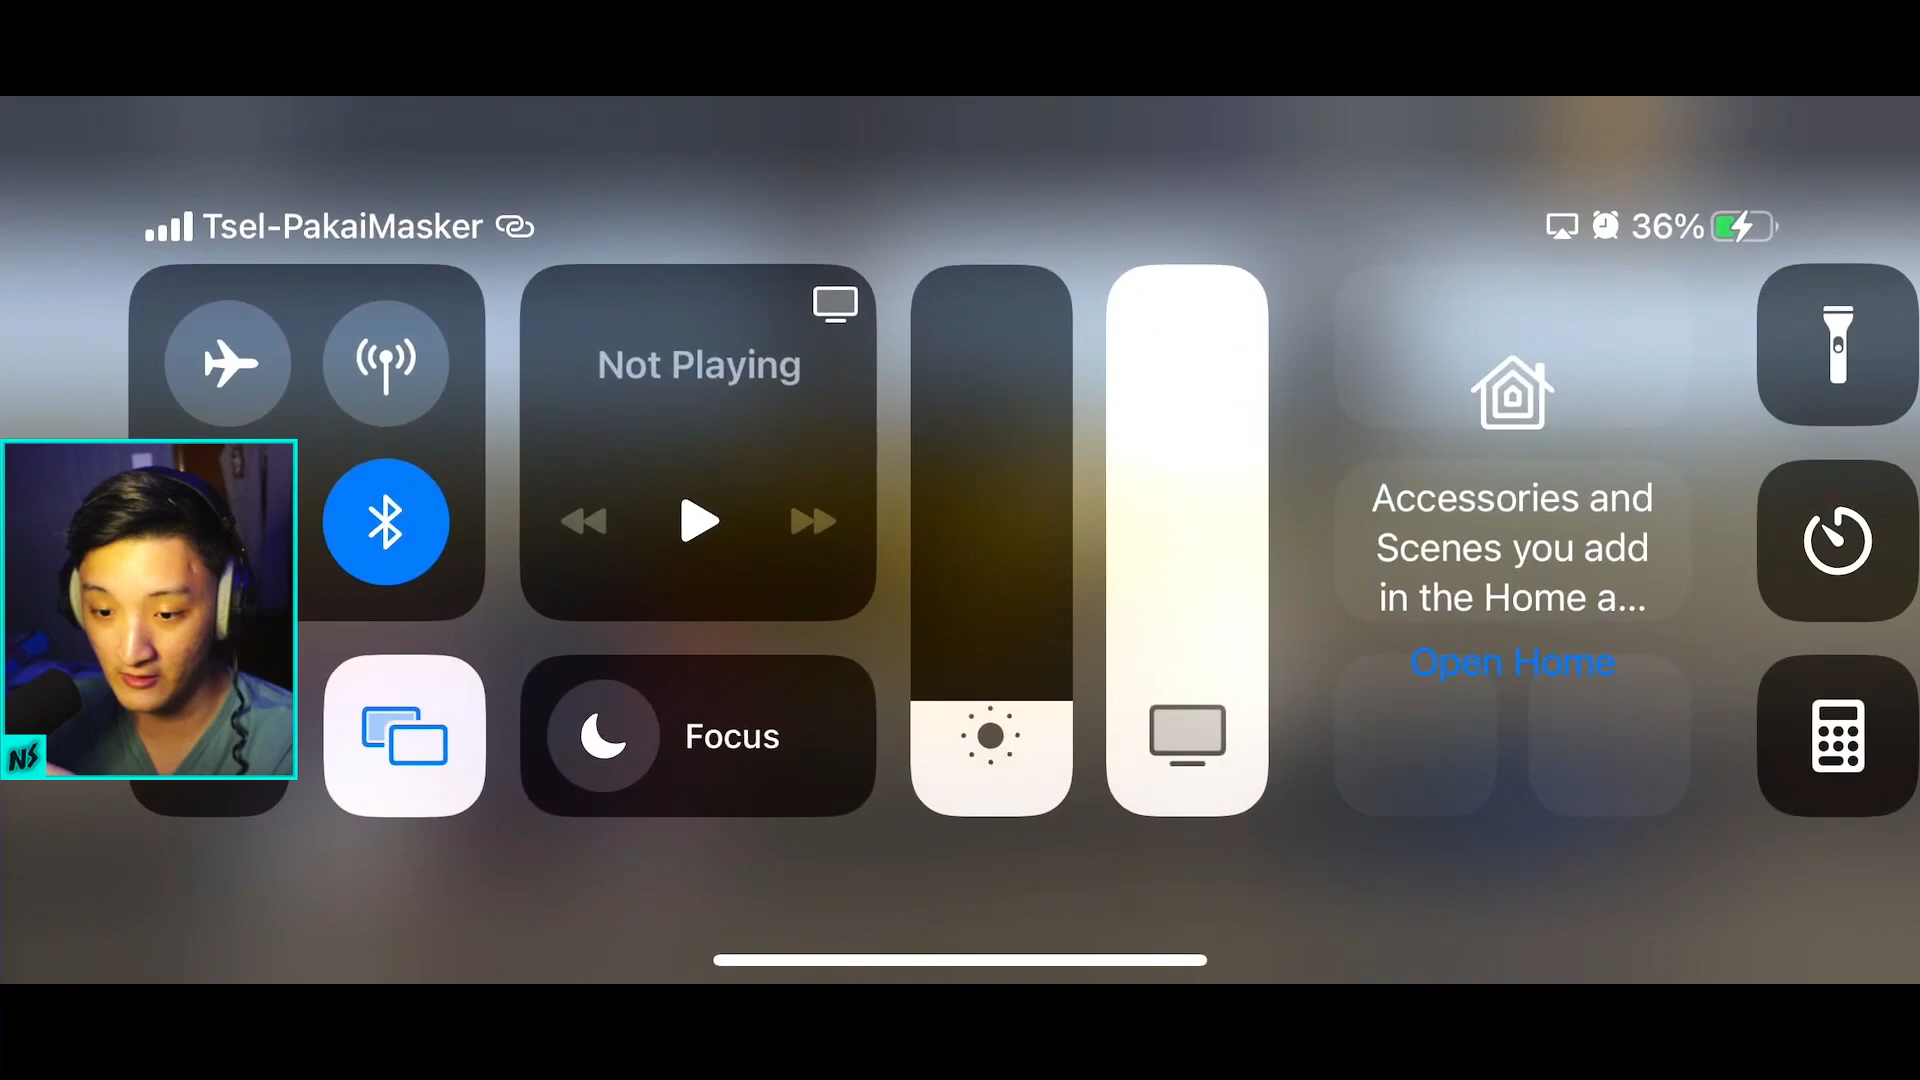 Tsel-PakaiMasker
36%
Not Playing
Accessories and
Scenes you add
in the Home a...
Open Home
Focus
NS